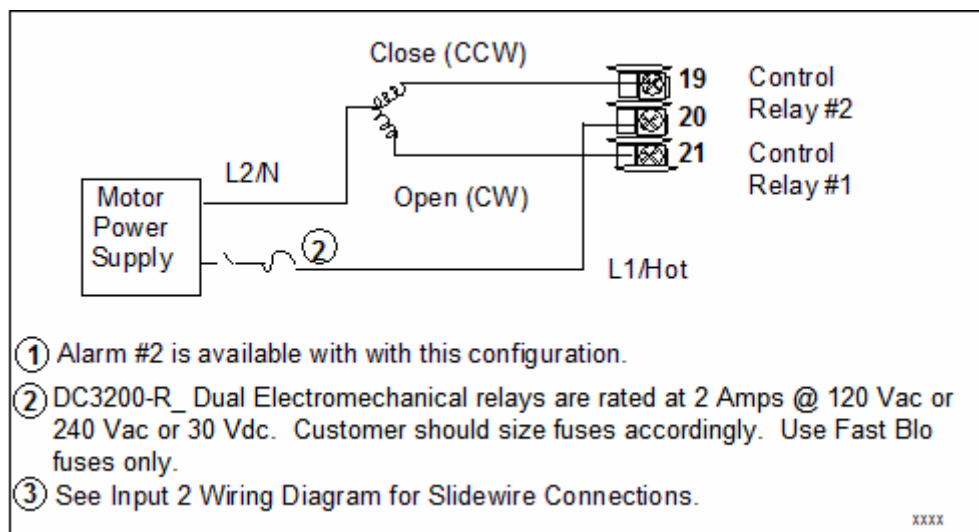 Close (CCW)
19 Control
Relay #2
20
21 Control
Relay #1
L2/N
Open (CW)
Motor
Power
Supply
2
L1/Hot
1 Alarm #2 is available with with this configuration.
2 DC3200-R_ Dual Electromechanical relays are rated at 2 Amps @ 120 Vac or
240 Vac or 30 Vdc. Customer should size fuses accordingly. Use Fast Blo
fuses only.
3 See Input 2 Wiring Diagram for Slidewire Connections.
xxxx